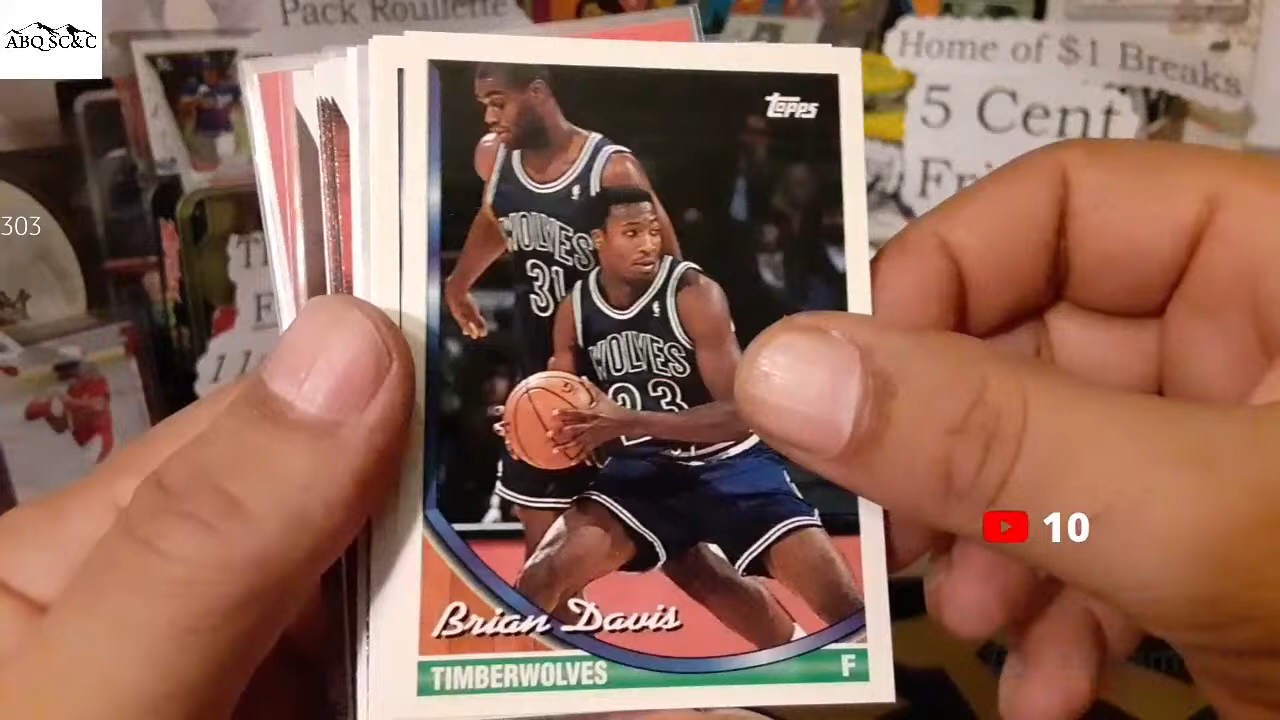 Pack Roulette
ABQ SC&C
Home of $1 Breaks
5 Cent
Fri
303
11
TOPPS
WOLVES
31
WOLVES
23
10
Brian Davis
TIMBERWOLVES
F